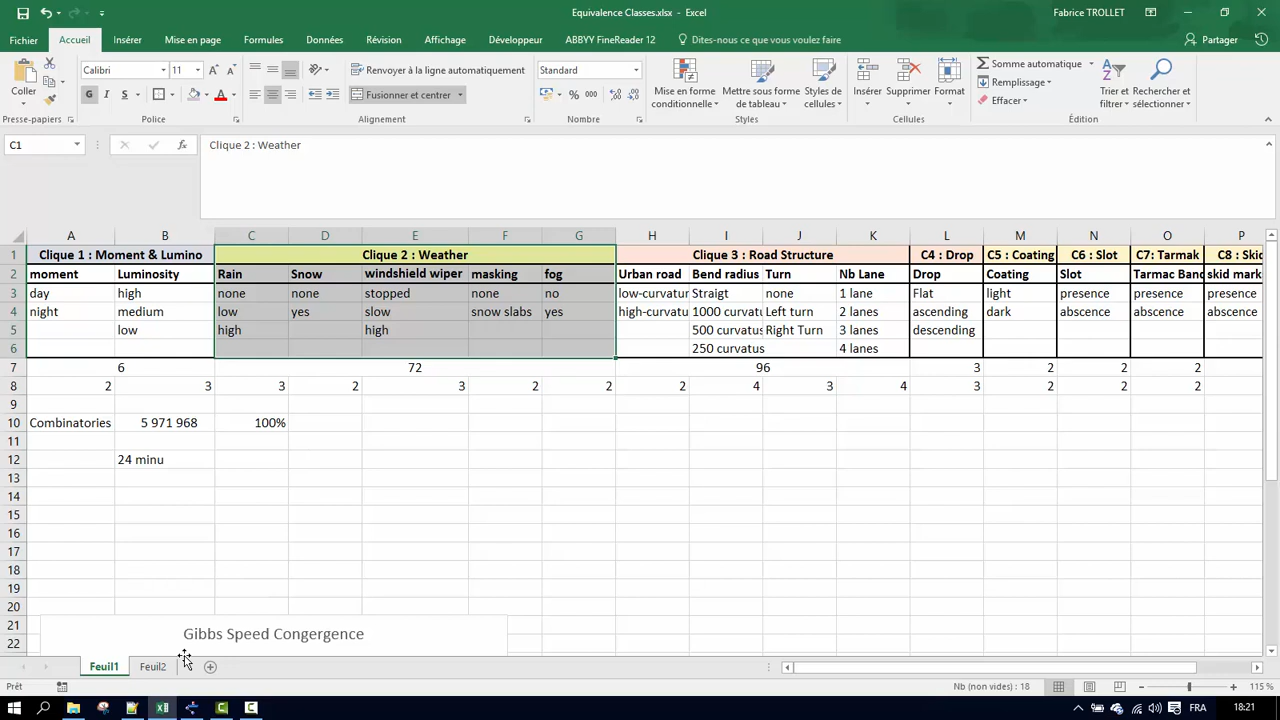 Equivalence Classes.xlsx - Excel
Fabrice TROLLET
Fichier Accueil Insérer Mise en page Formules Données Révision Affichage Développeur ABBYY FineReader 12 Dites-nous ce que vous voulez faire Partager
Coller
Calibri 11
Renvoyer à la ligne automatiquement
Standard
G I S
Fusionner et centrer
% 000
Mise en forme conditionnelle
Mettre sous forme de tableau
Styles de cellules
Insérer Supprimer Format
Somme automatique
Remplissage
Effacer
Trier et filtrer
Rechercher et sélectionner
Presse-papiers Police Alignement Nombre Styles Cellules Édition
C1 fx Clique 2 : Weather
A B C D E F G H I J K L M N O P
1 Clique 1 : Moment & Lumino Clique 2 : Weather Clique 3 : Road Structure C4 : Drop C5 : Coating C6 : Slot C7: Tarmak C8 : Skid
2 moment Luminosity Rain Snow windshield wiper masking fog Urban road Bend radius Turn Nb Lane Drop Coating Slot Tarmac Band skid mark
3 day high none none stopped none no low-curvatur Straigt none 1 lane Flat light presence presence presence
4 night medium low yes slow snow slabs yes high-curvatur 1000 curvatu Left turn 2 lanes ascending dark abscence abscence abscence
5 low high high 500 curvatus Right Turn 3 lanes descending
6 250 curvatus 4 lanes
7 6 72 96 3 2 2 2
8 2 3 3 2 3 2 2 2 4 3 4 3 2 2 2
9
10 Combinatories 5 971 968 100%
11
12 24 minu
13
14
15
16
17
18
19
20
21
22
Gibbs Speed Congergence
Feuil1 Feuil2
Prêt Nb (non vides) : 18 115 %
FRA 18:21